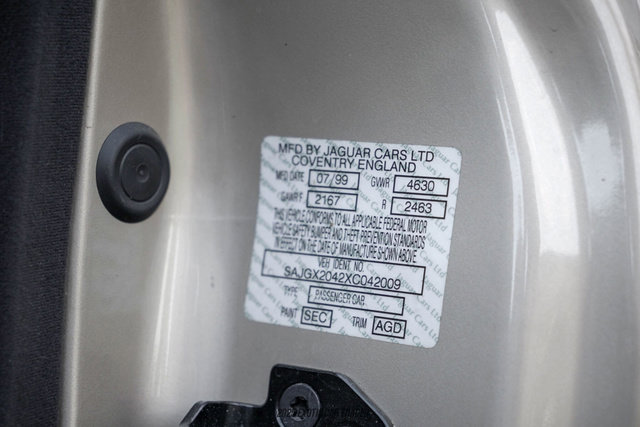 MFD BY JAGUAR CARS LTD
COVENTRY ENGLAND
MFD DATE 07/99 GVWR 4630
GAWR F 2167 R 2463
THIS VEHICLE CONFORMS TO ALL APPLICABLE FEDERAL MOTOR
VEHICLE SAFETY BUMPER AND THEFT PREVENTION STANDARDS
IN EFFECT ON THE DATE OF MANUFACTURE SHOWN ABOVE
VEH IDENT. NO.
SAJGX2042XC042009
TYPE PASSENGER CAR
PAINT SEC TRIM AGD